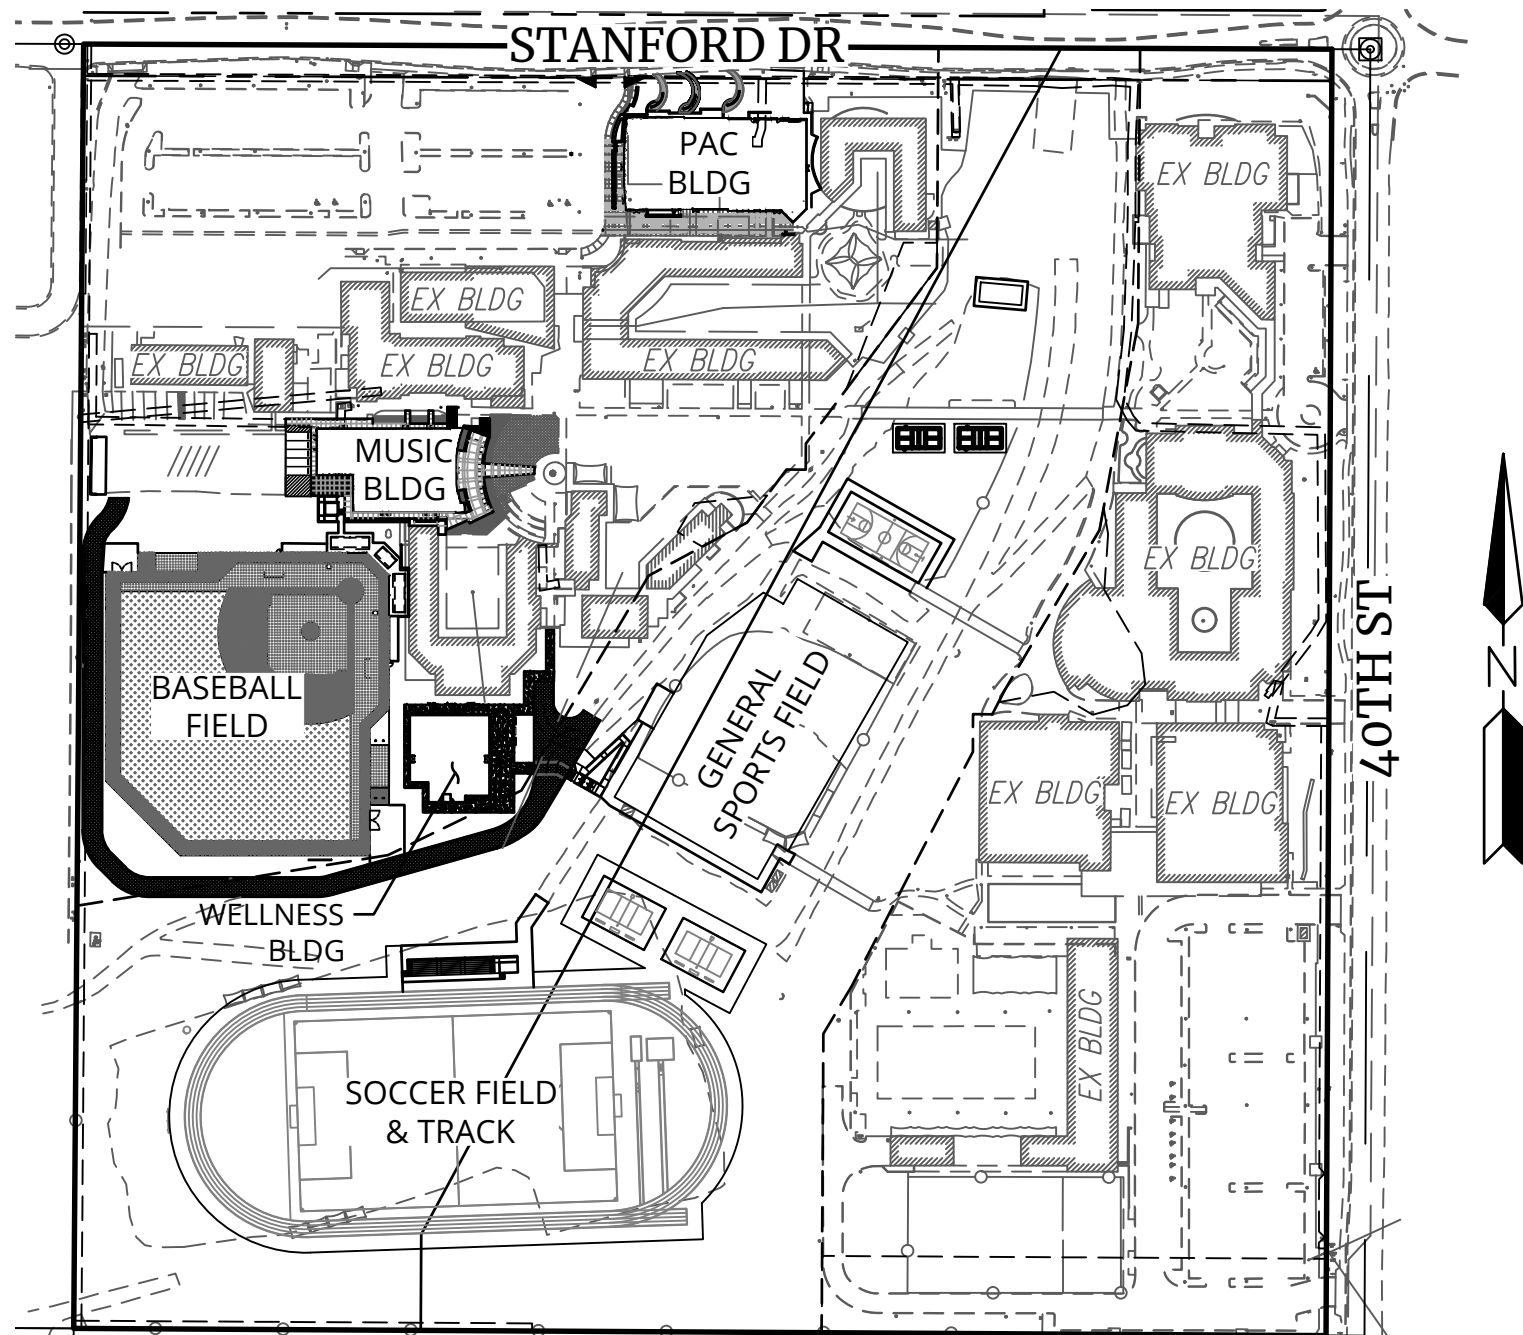 STANFORD DR
PAC
BLDG
EX BLDG
EX BLDG
EX BLDG
EX BLDG
EX BLDG
MUSIC
BLDG
EX BLDG
N
40TH ST
BASEBALL
FIELD
GENERAL
SPORTS FIELD
EX BLDG
EX BLDG
WELLNESS
BLDG
EX BLDG
SOCCER FIELD
& TRACK